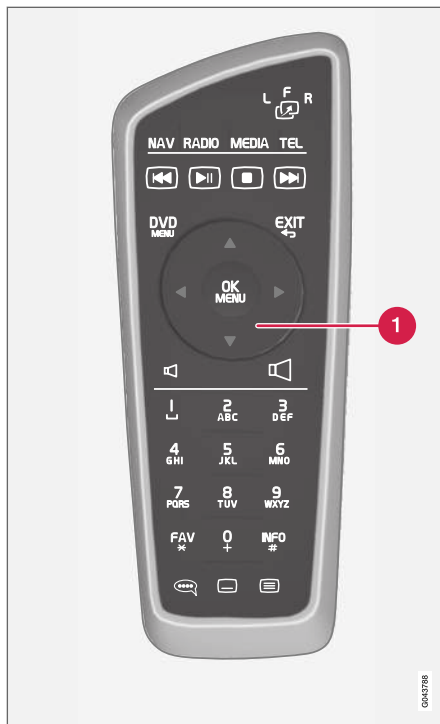 L F R
NAV RADIO MEDIA TEL
DVD EXIT
MENU
OK
MENU
1
1 2 3
ABC DEF
4 5 6
GHI JKL MNO
7 8 9
PQRS TUV WXYZ
FAV 0 INFO
* + #
G043788